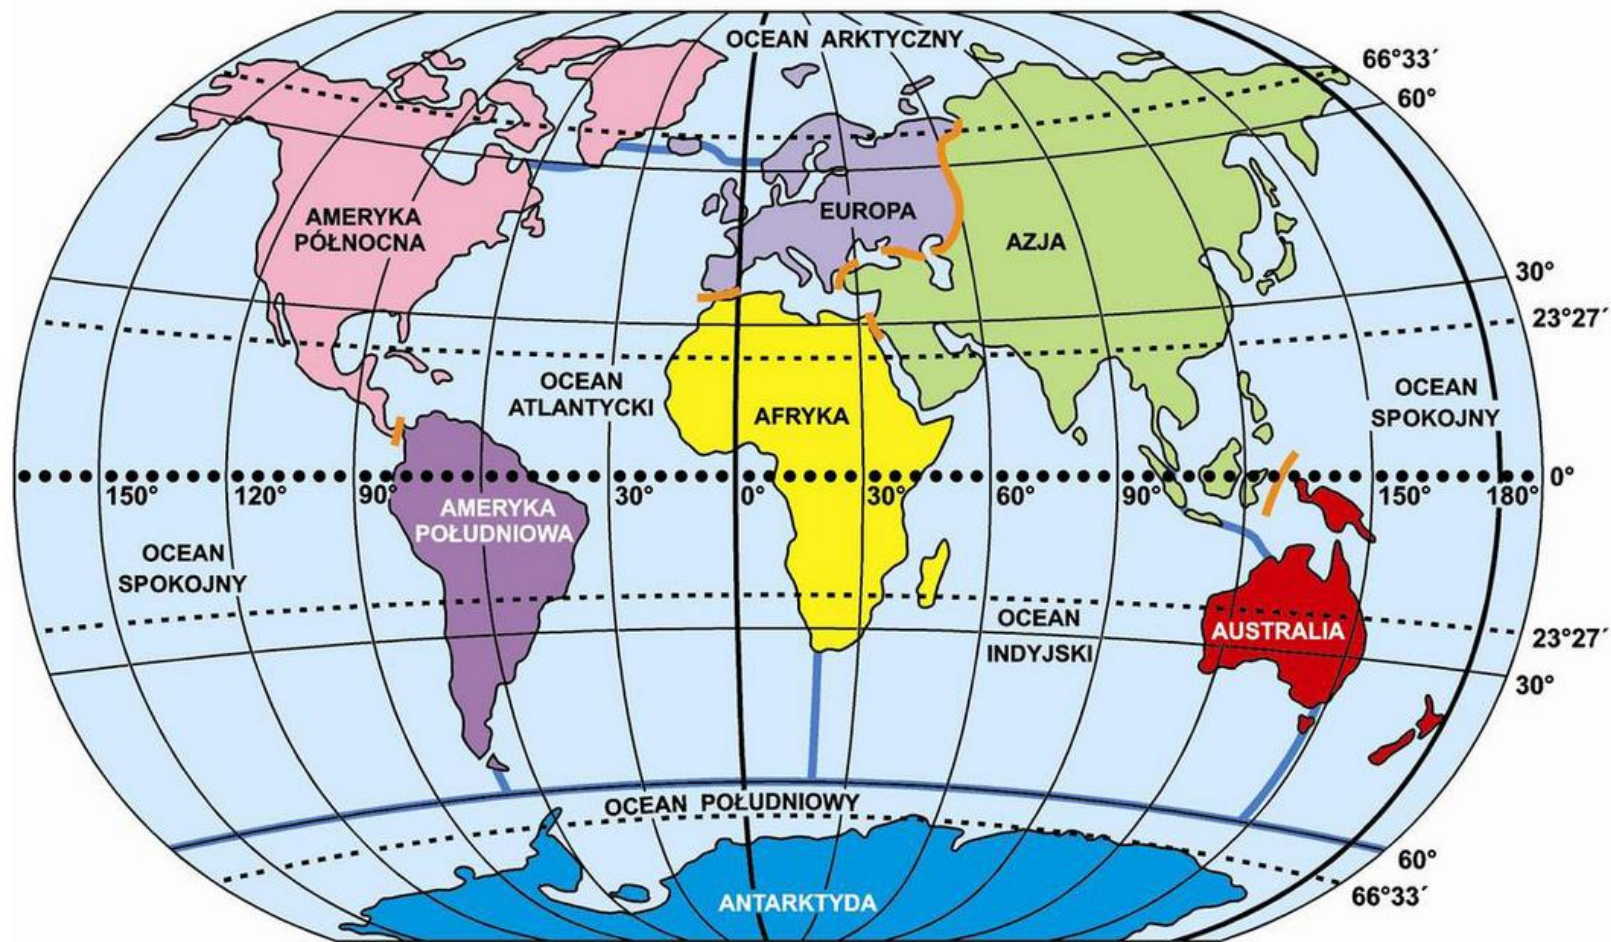 OCEAN ARKTYCZNY
66°33´
60°
AMERYKA
PÓŁNOCNA
EUROPA
AZJA
30°
23°27´
OCEAN
ATLANTYCKI
AFRYKA
OCEAN
SPOKOJNY
150° 120° 90° 30° 0° 30° 60° 90° 150° 180° 0°
AMERYKA
POŁUDNIOWA
OCEAN
SPOKOJNY
OCEAN
INDYJSKI
AUSTRALIA
23°27´
30°
OCEAN POŁUDNIOWY
60°
66°33´
ANTARKTYDA